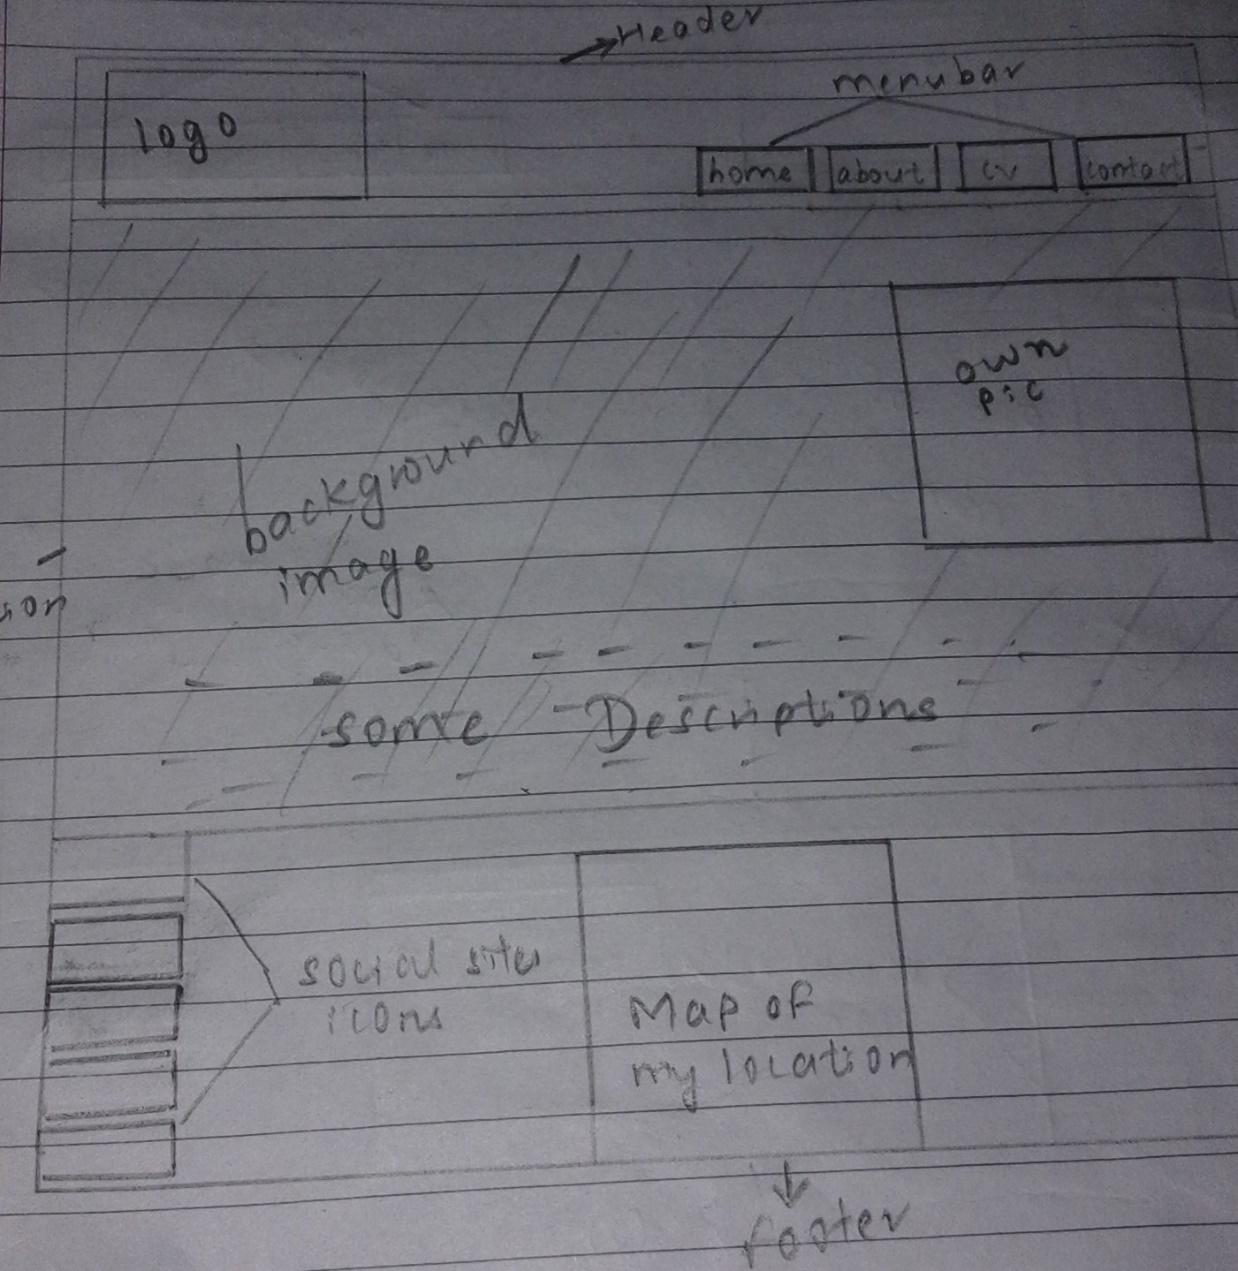 Header
menubar
logo
home about cv contact
own
pic
background
image
some Descriptions
social sites
icons
Map of
my location
footer